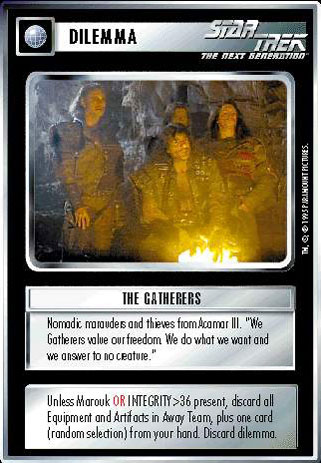 DILEMMA
STAR TREK
THE NEXT GENERATION
TM, ®, © 1995 PARAMOUNT PICTURES.
THE GATHERERS
Nomadic marauders and thieves from Acamar III. "We
Gatherers value our freedom. We do what we want and
we answer to no creature."
Unless Marouk OR INTEGRITY>36 present, discard all
Equipment and Artifacts in Away Team, plus one card
(random selection) from your hand. Discard dilemma.